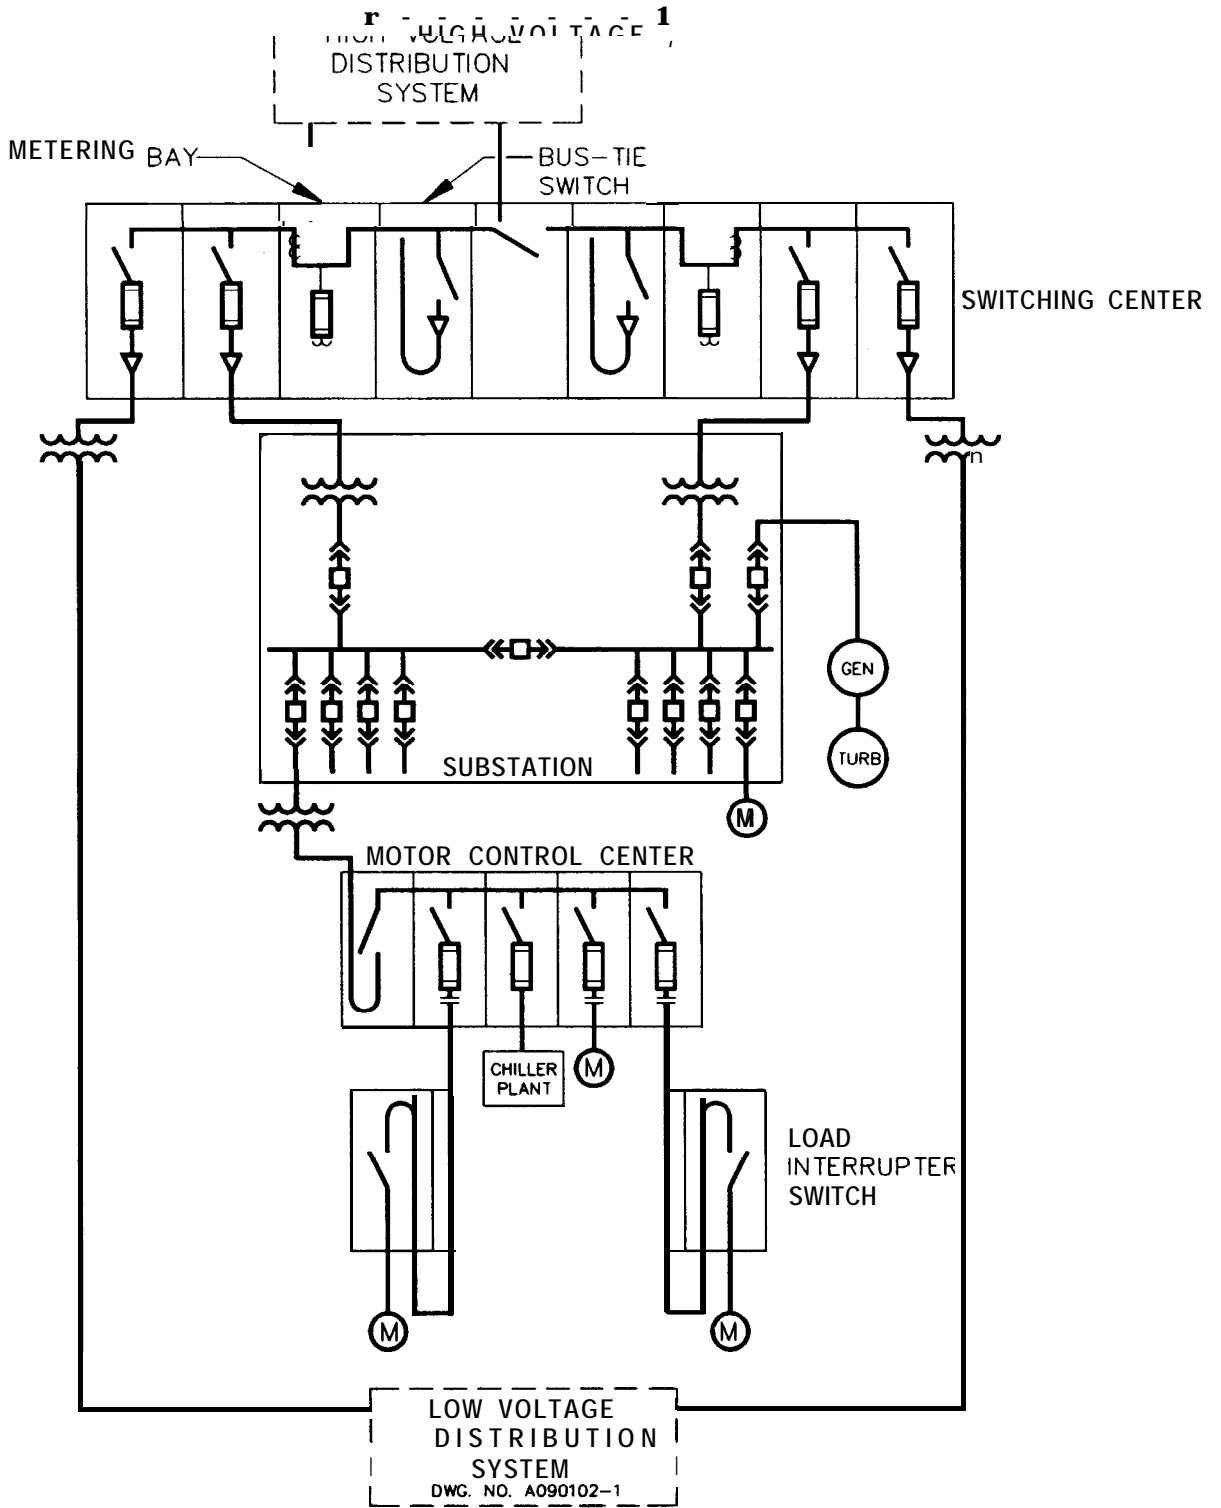 HIGH VOLTAGE
DISTRIBUTION
SYSTEM
METERING BAY
BUS-TIE
SWITCH
SWITCHING CENTER
GEN
TURB
SUBSTATION
M
MOTOR CONTROL CENTER
CHILLER
PLANT
M
LOAD
INTERRUPTER
SWITCH
M
M
LOW VOLTAGE
DISTRIBUTION
SYSTEM
DWG. NO. A090102-1